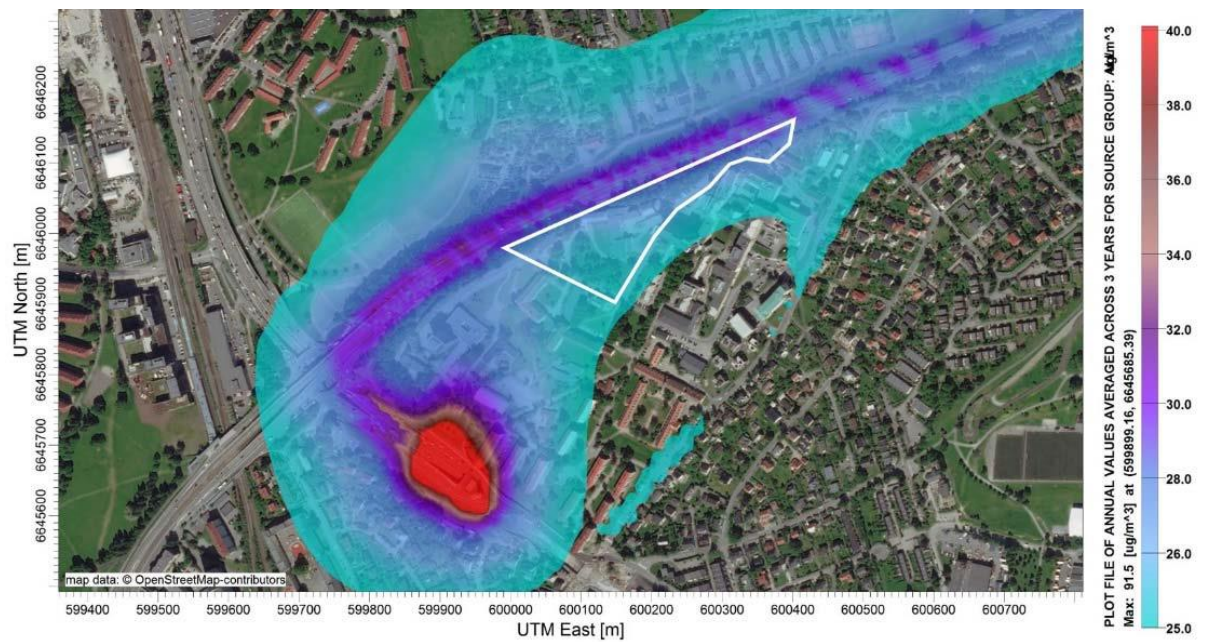 UTM North [m]
6646200
6646100
6646000
6645900
6645800
6645700
6645600
map data: © OpenStreetMap-contributors
599400 599500 599600 599700 599800 599900 600000 600100 600200 600300 600400 600500 600600 600700
UTM East [m]
PLOT FILE OF ANNUAL VALUES AVERAGED ACROSS 3 YEARS FOR SOURCE GROUP:
Max: 91.5 [ug/m^3] at (599899.16, 6645685.39)
40.0
38.0
36.0
34.0
32.0
30.0
28.0
26.0
25.0